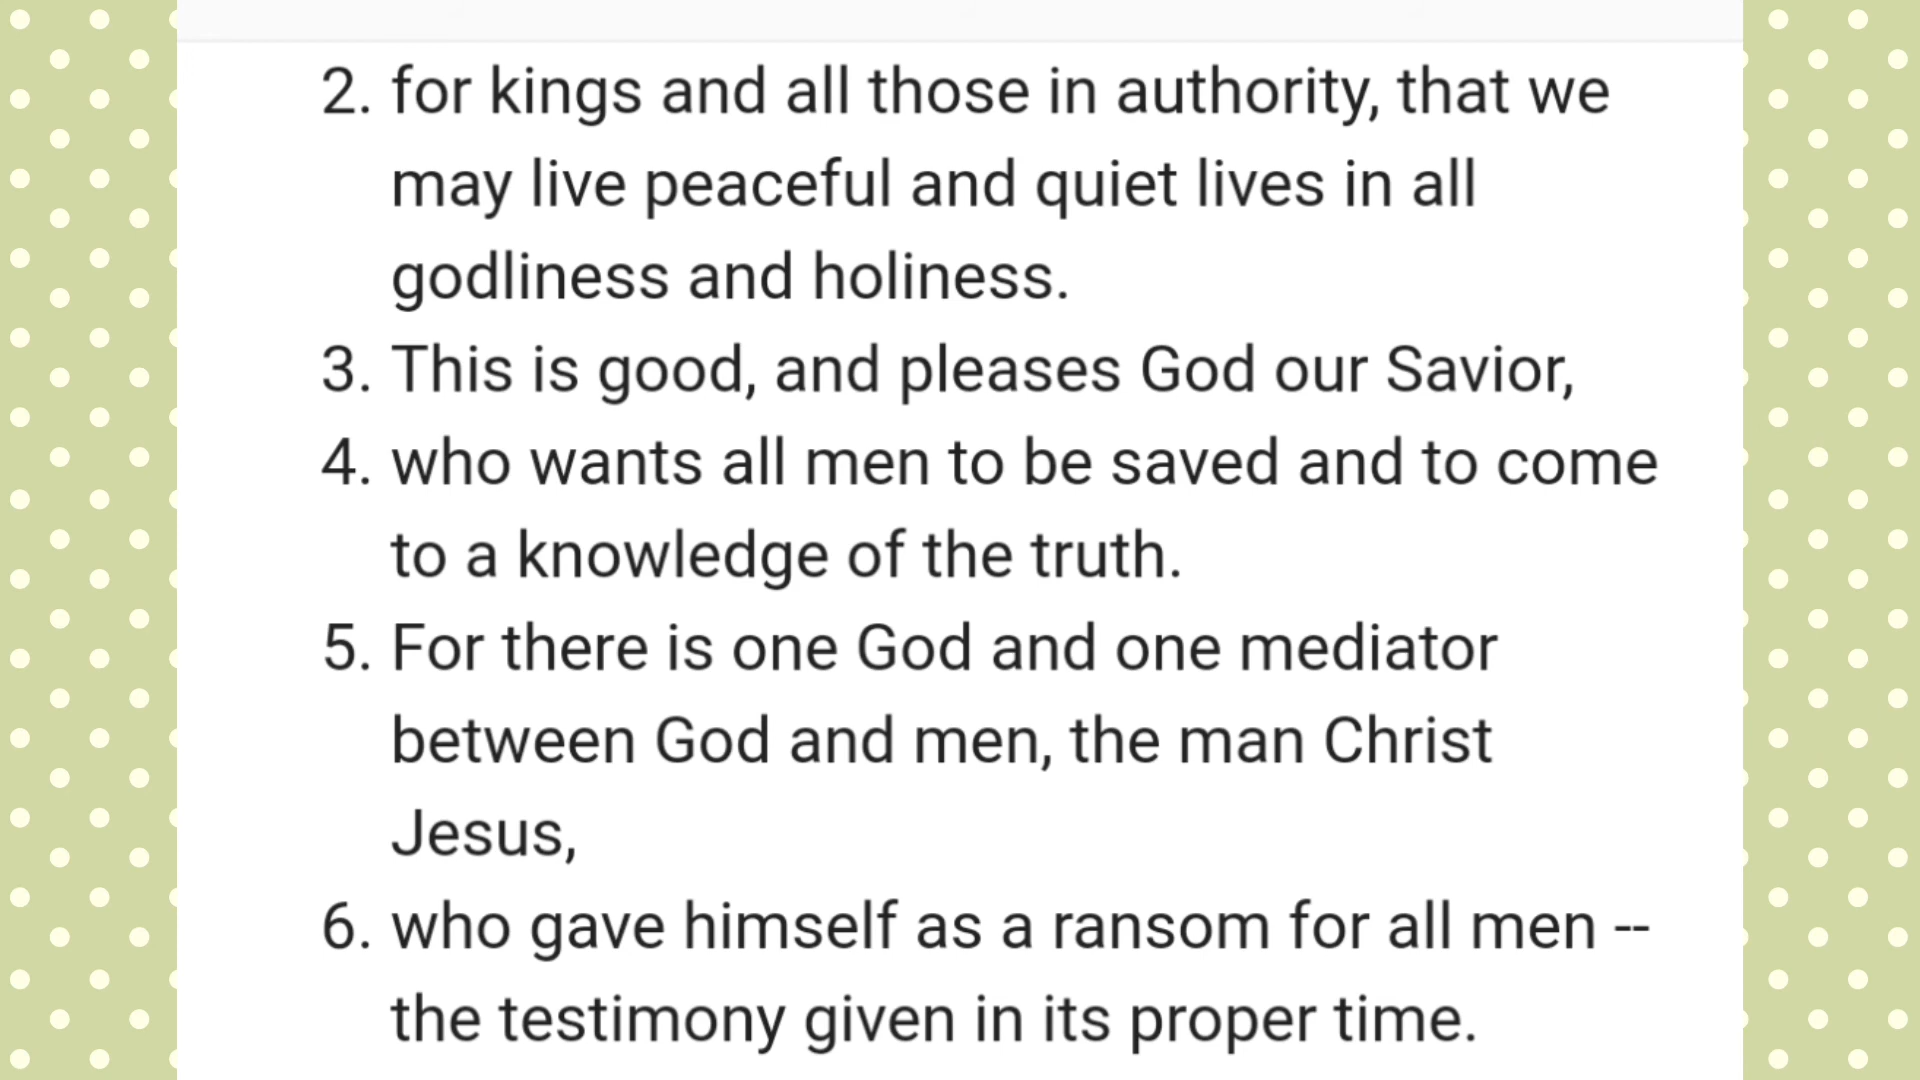 2. for kings and all those in authority, that we
may live peaceful and quiet lives in all
godliness and holiness.
3. This is good, and pleases God our Savior,
4. who wants all men to be saved and to come
to a knowledge of the truth.
5. For there is one God and one mediator
between God and men, the man Christ
Jesus,
6. who gave himself as a ransom for all men --
the testimony given in its proper time.